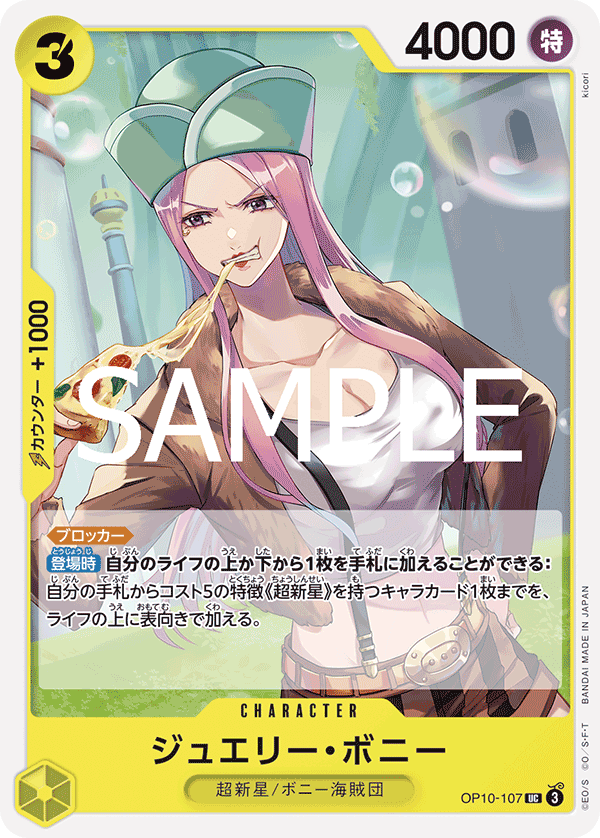 3
4000
特
kicori
カウンター +1000
SAMPLE
ブロッカー
登場時 自分のライフの上か下から1枚を手札に加えることができる:
自分の手札からコスト5の特徴《超新星》を持つキャラカード1枚までを、
ライフの上に表向きで加える。
CHARACTER
ジュエリー・ボニー
超新星/ボニー海賊団
OP10-107 UC 3
©EO/S ©O/S・F・T BANDAI MADE IN JAPAN